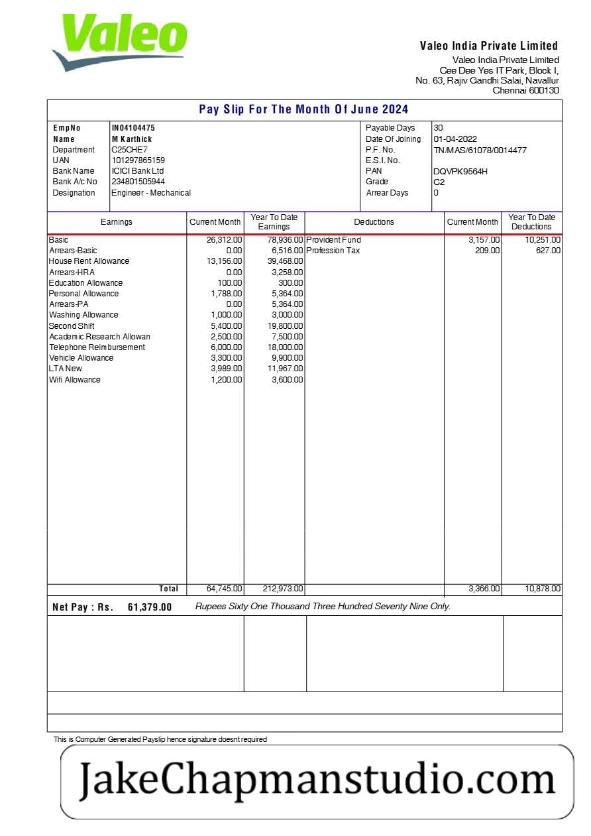 Valeo
Valeo India Private Limited
Valeo India Private Limited
Cee Dee Yes IT Park, Block I,
No. 63, Rajiv Gandhi Salai, Navallur
Chennai 600130
Pay Slip For The Month Of June 2024
EmpNo IN04104475 Payable Days 30
Name M Karthick Date Of Joining 01-04-2022
Department C25CHE7 P.F. No. TN/MAS/61078/0014477
UAN 101297865159 E.S.I. No.
Bank Name ICICI Bank Ltd PAN DQVPK9564H
Bank A/c No 234801505944 Grade C2
Designation Engineer - Mechanical Arrear Days 0
Earnings Current Month Year To Date Earnings Deductions Current Month Year To Date Deductions
Basic 26,312.00 78,936.00 Provident Fund 3,157.00 10,251.00
Arrears-Basic 0.00 6,516.00 Profession Tax 209.00 627.00
House Rent Allowance 13,156.00 39,468.00
Arrears-HRA 0.00 3,258.00
Education Allowance 100.00 300.00
Personal Allowance 1,788.00 5,364.00
Arrears-PA 0.00 5,364.00
Washing Allowance 1,000.00 3,000.00
Second Shift 5,400.00 19,800.00
Academic Research Allowan 2,500.00 7,500.00
Telephone Reimbursement 6,000.00 18,000.00
Vehicle Allowance 3,300.00 9,900.00
LTA New 3,989.00 11,967.00
Wifi Allowance 1,200.00 3,600.00
Total 64,745.00 212,973.00 3,366.00 10,878.00
Net Pay : Rs. 61,379.00 Rupees Sixty One Thousand Three Hundred Seventy Nine Only.
This is Computer Generated Payslip hence signature doesnt required
JakeChapmanstudio.com